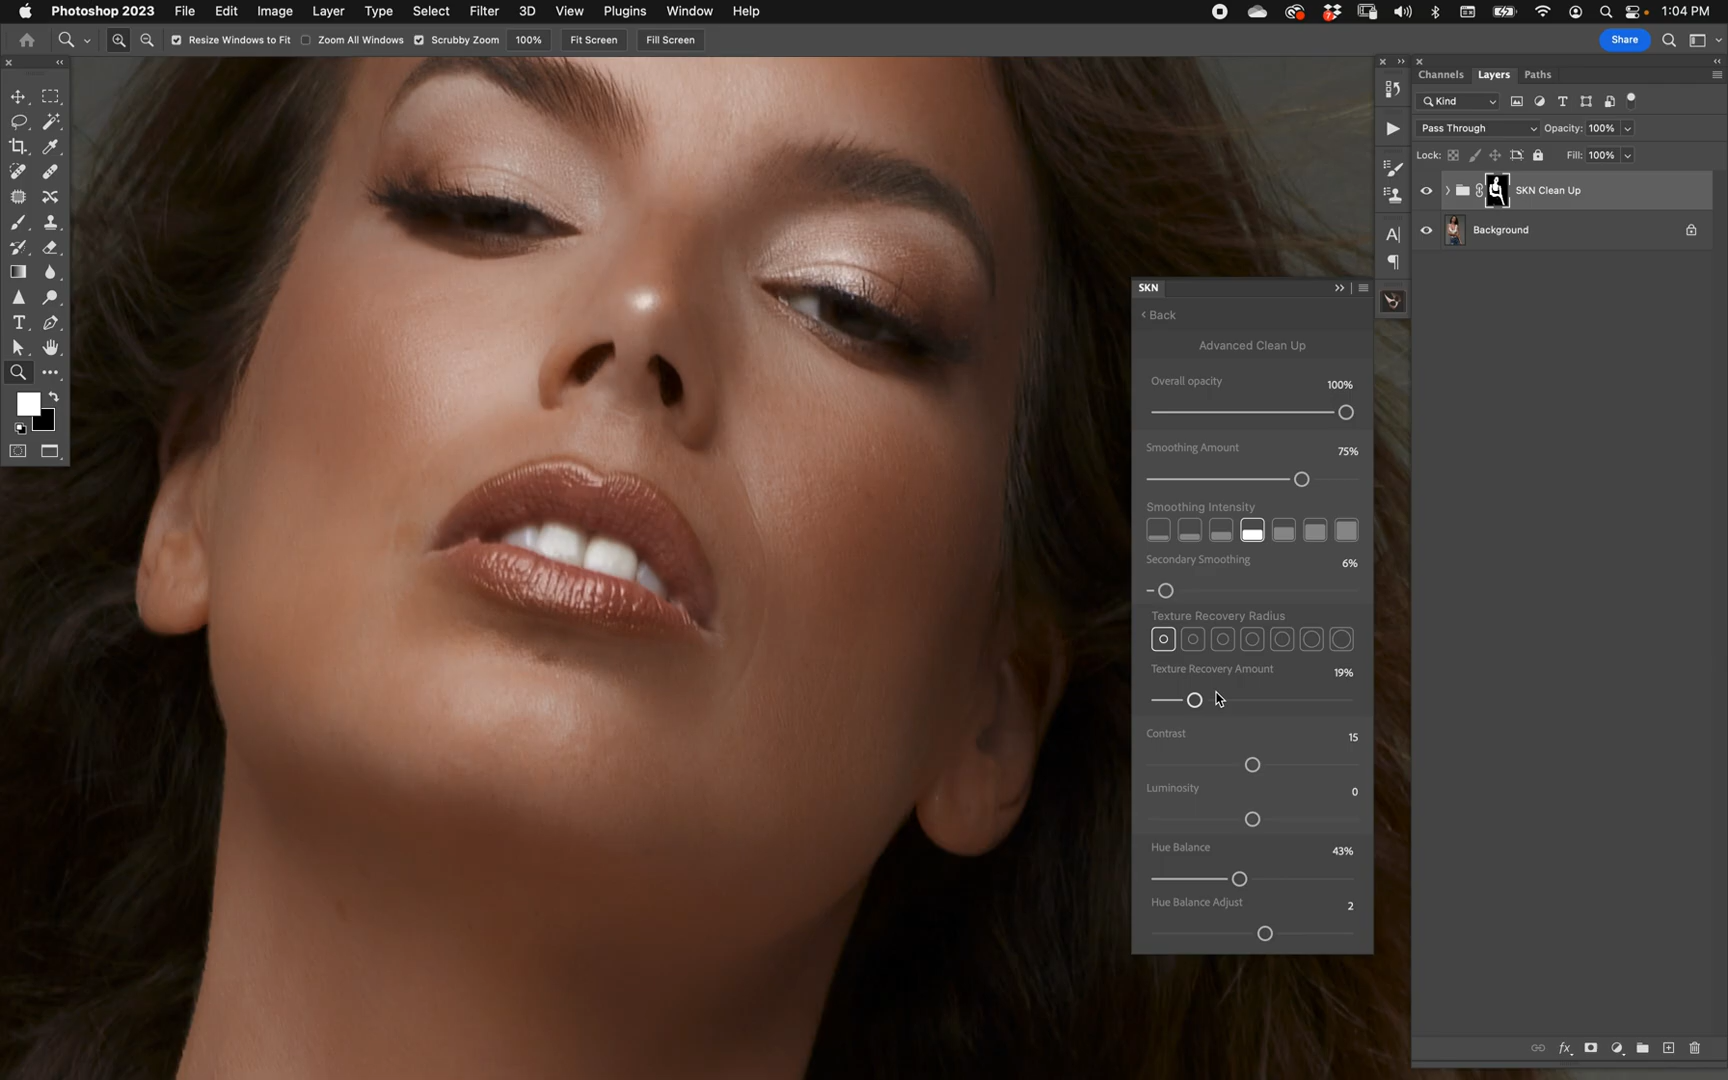 Photoshop 2023 File Edit Image Layer Type Select Filter 3D View Plugins Window Help 7 1:04 PM
Resize Windows to Fit Zoom All Windows Scrubby Zoom 100% Fit Screen Fill Screen Share
Channels Layers Paths
Kind
Pass Through Opacity: 100%
Lock: Fill: 100%
SKN Clean Up
Background
SKN
Back
Advanced Clean Up
Overall opacity 100%
Smoothing Amount 75%
Smoothing Intensity
Secondary Smoothing 6%
Texture Recovery Radius
Texture Recovery Amount 19%
Contrast 15
Luminosity 0
Hue Balance 43%
Hue Balance Adjust 2